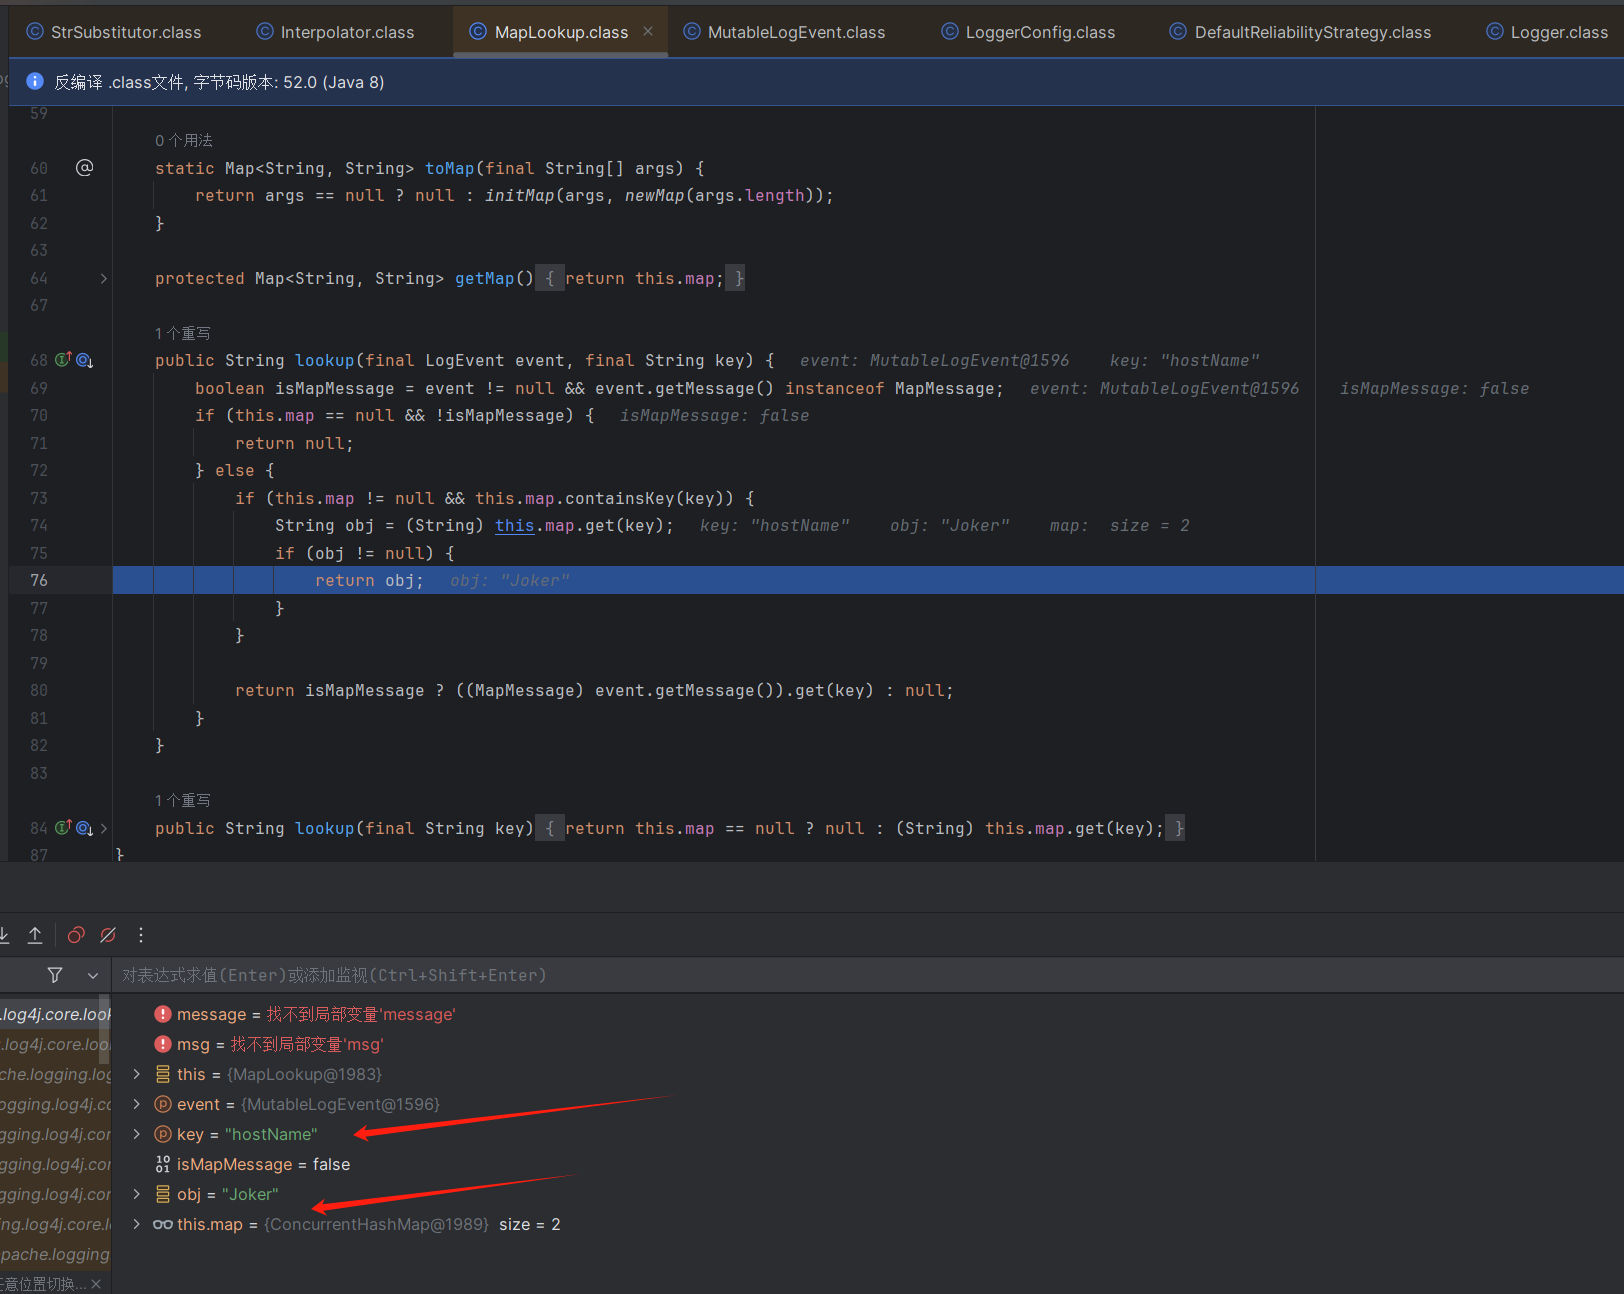 StrSubstitutor.class Interpolator.class MapLookup.class MutableLogEvent.class LoggerConfig.class DefaultReliabilityStrategy.class Logger.class
反编译 .class文件, 字节码版本: 52.0 (Java 8)
59
0 个用法
60 static Map<String, String> toMap(final String[] args) {
61 return args == null ? null : initMap(args, newMap(args.length));
62 }
63
64 protected Map<String, String> getMap() { return this.map; }
67
1 个重写
68 public String lookup(final LogEvent event, final String key) { event: MutableLogEvent@1596 key: "hostName"
69 boolean isMapMessage = event != null && event.getMessage() instanceof MapMessage; event: MutableLogEvent@1596 isMapMessage: false
70 if (this.map == null && !isMapMessage) { isMapMessage: false
71 return null;
72 } else {
73 if (this.map != null && this.map.containsKey(key)) {
74 String obj = (String) this.map.get(key); key: "hostName" obj: "Joker" map: size = 2
75 if (obj != null) {
76 return obj; obj: "Joker"
77 }
78 }
79
80 return isMapMessage ? ((MapMessage) event.getMessage()).get(key) : null;
81 }
82 }
83
1 个重写
84 public String lookup(final String key) { return this.map == null ? null : (String) this.map.get(key); }
87 }
对表达式求值(Enter)或添加监视(Ctrl+Shift+Enter)
.log4j.core.look
message = 找不到局部变量'message'
.log4j.core.loo
msg = 找不到局部变量'msg'
che.logging.log
this = {MapLookup@1983}
ogging.log4j.co
event = {MutableLogEvent@1596}
gging.log4j.cor
key = "hostName"
gging.log4j.cor
isMapMessage = false
gging.log4j.cor
obj = "Joker"
ing.log4j.core.l
this.map = {ConcurrentHashMap@1989} size = 2
pache.logging
任意位置切换...